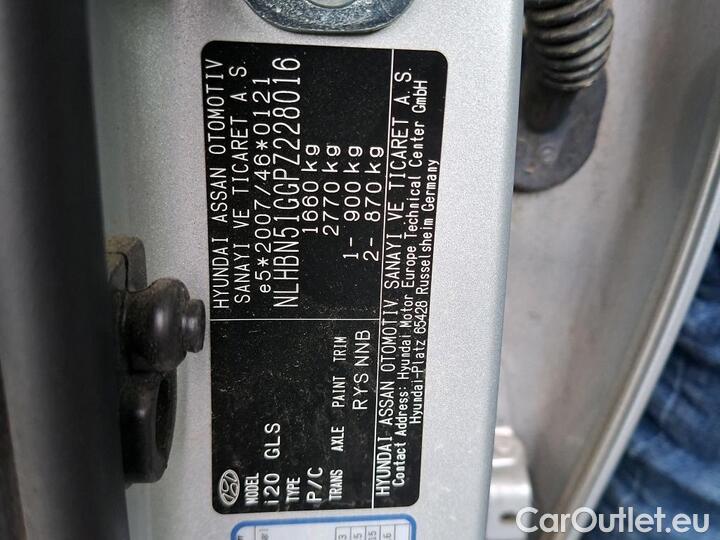 HYUNDAI ASSAN OTOMOTIV
SANAYI VE TICARET A.S.
e5*2007/46*0121
NLHBN51GGPZ228016
1660 kg
2770 kg
1- 900 kg
2- 870 kg
MODEL
i20 GLS
TYPE
P/C
TRANS AXLE PAINT TRIM
RYS NNB
HYUNDAI ASSAN OTOMOTIV SANAYI VE TICARET A.S.
Contact Address: Hyundai Motor Europe Technical Center GmbH
Hyundai-Platz 65428 Russelsheim Germany
CarOutlet.eu